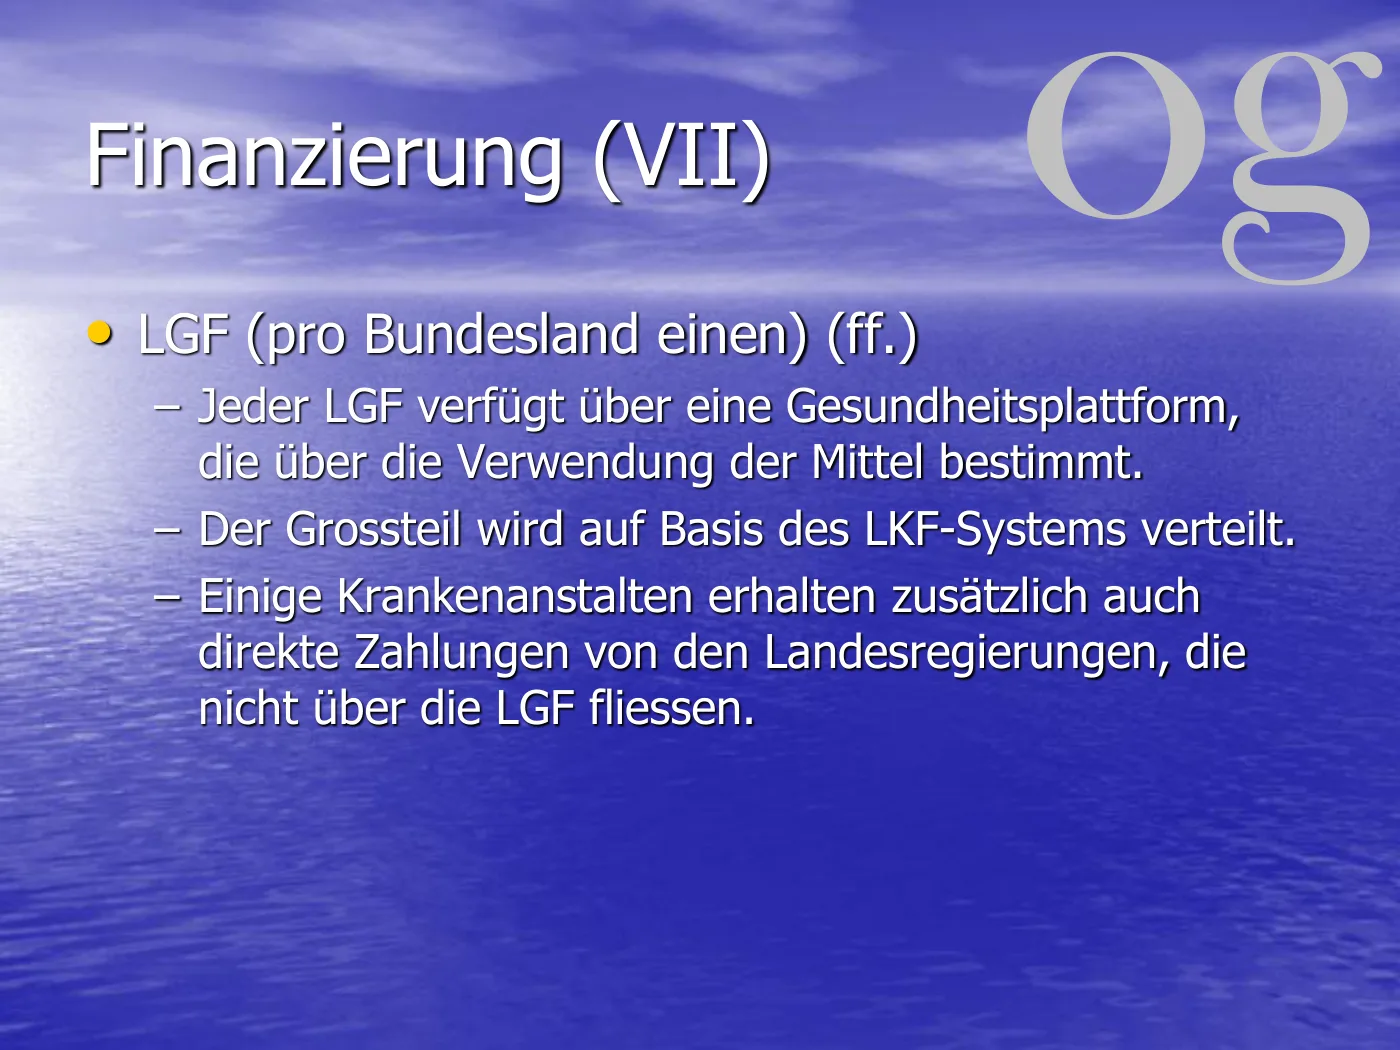 og
Finanzierung (VII)
• LGF (pro Bundesland einen) (ff.)
– Jeder LGF verfügt über eine Gesundheitsplattform,
die über die Verwendung der Mittel bestimmt.
– Der Grossteil wird auf Basis des LKF-Systems verteilt.
– Einige Krankenanstalten erhalten zusätzlich auch
direkte Zahlungen von den Landesregierungen, die
nicht über die LGF fliessen.